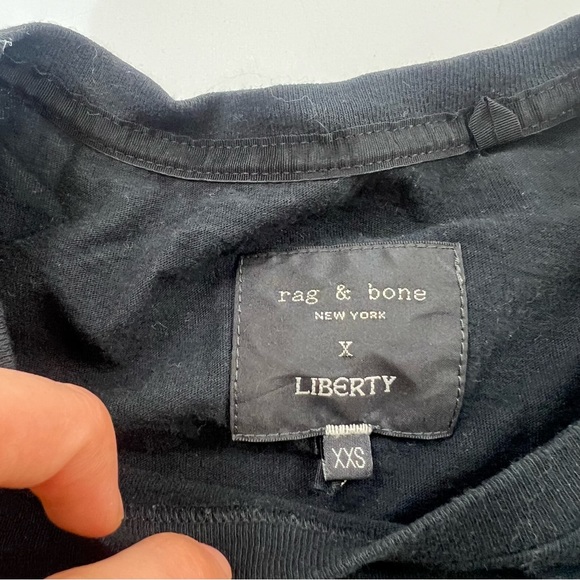 rag & bone
NEW YORK
X
LIBERTY
XXS